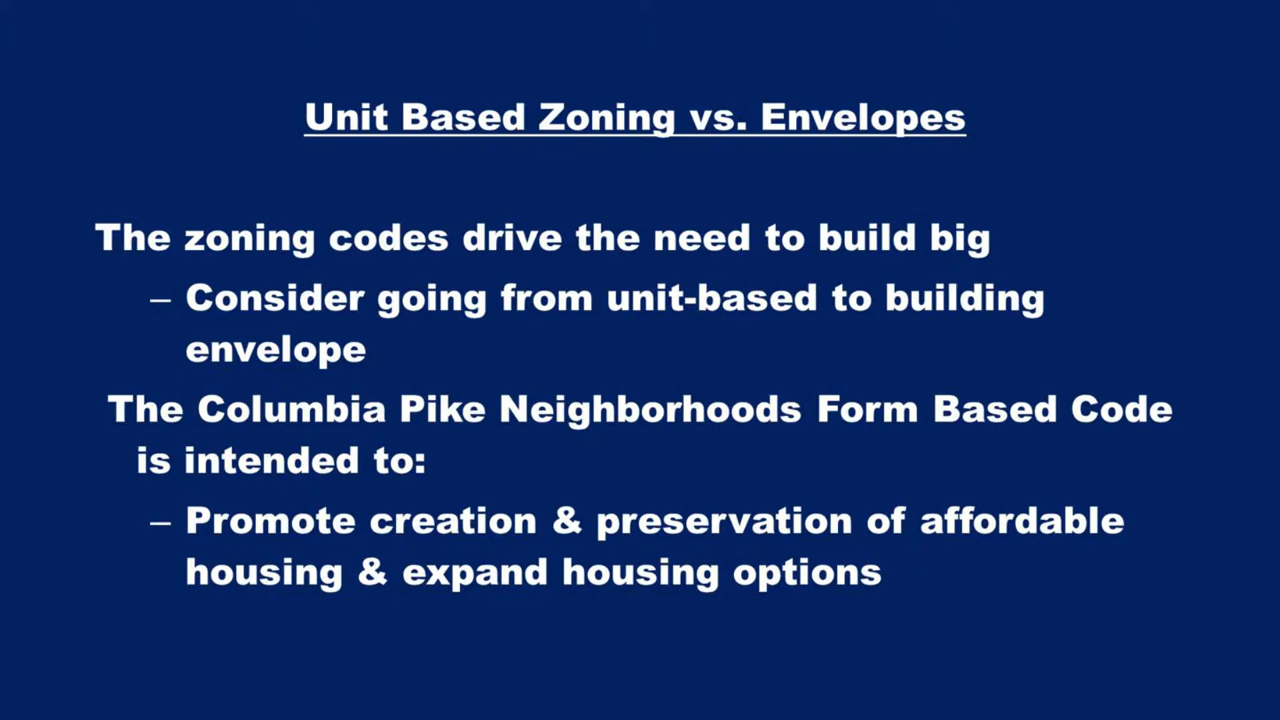 Unit Based Zoning vs. Envelopes
The zoning codes drive the need to build big
– Consider going from unit-based to building
envelope
The Columbia Pike Neighborhoods Form Based Code
is intended to:
– Promote creation & preservation of affordable
housing & expand housing options